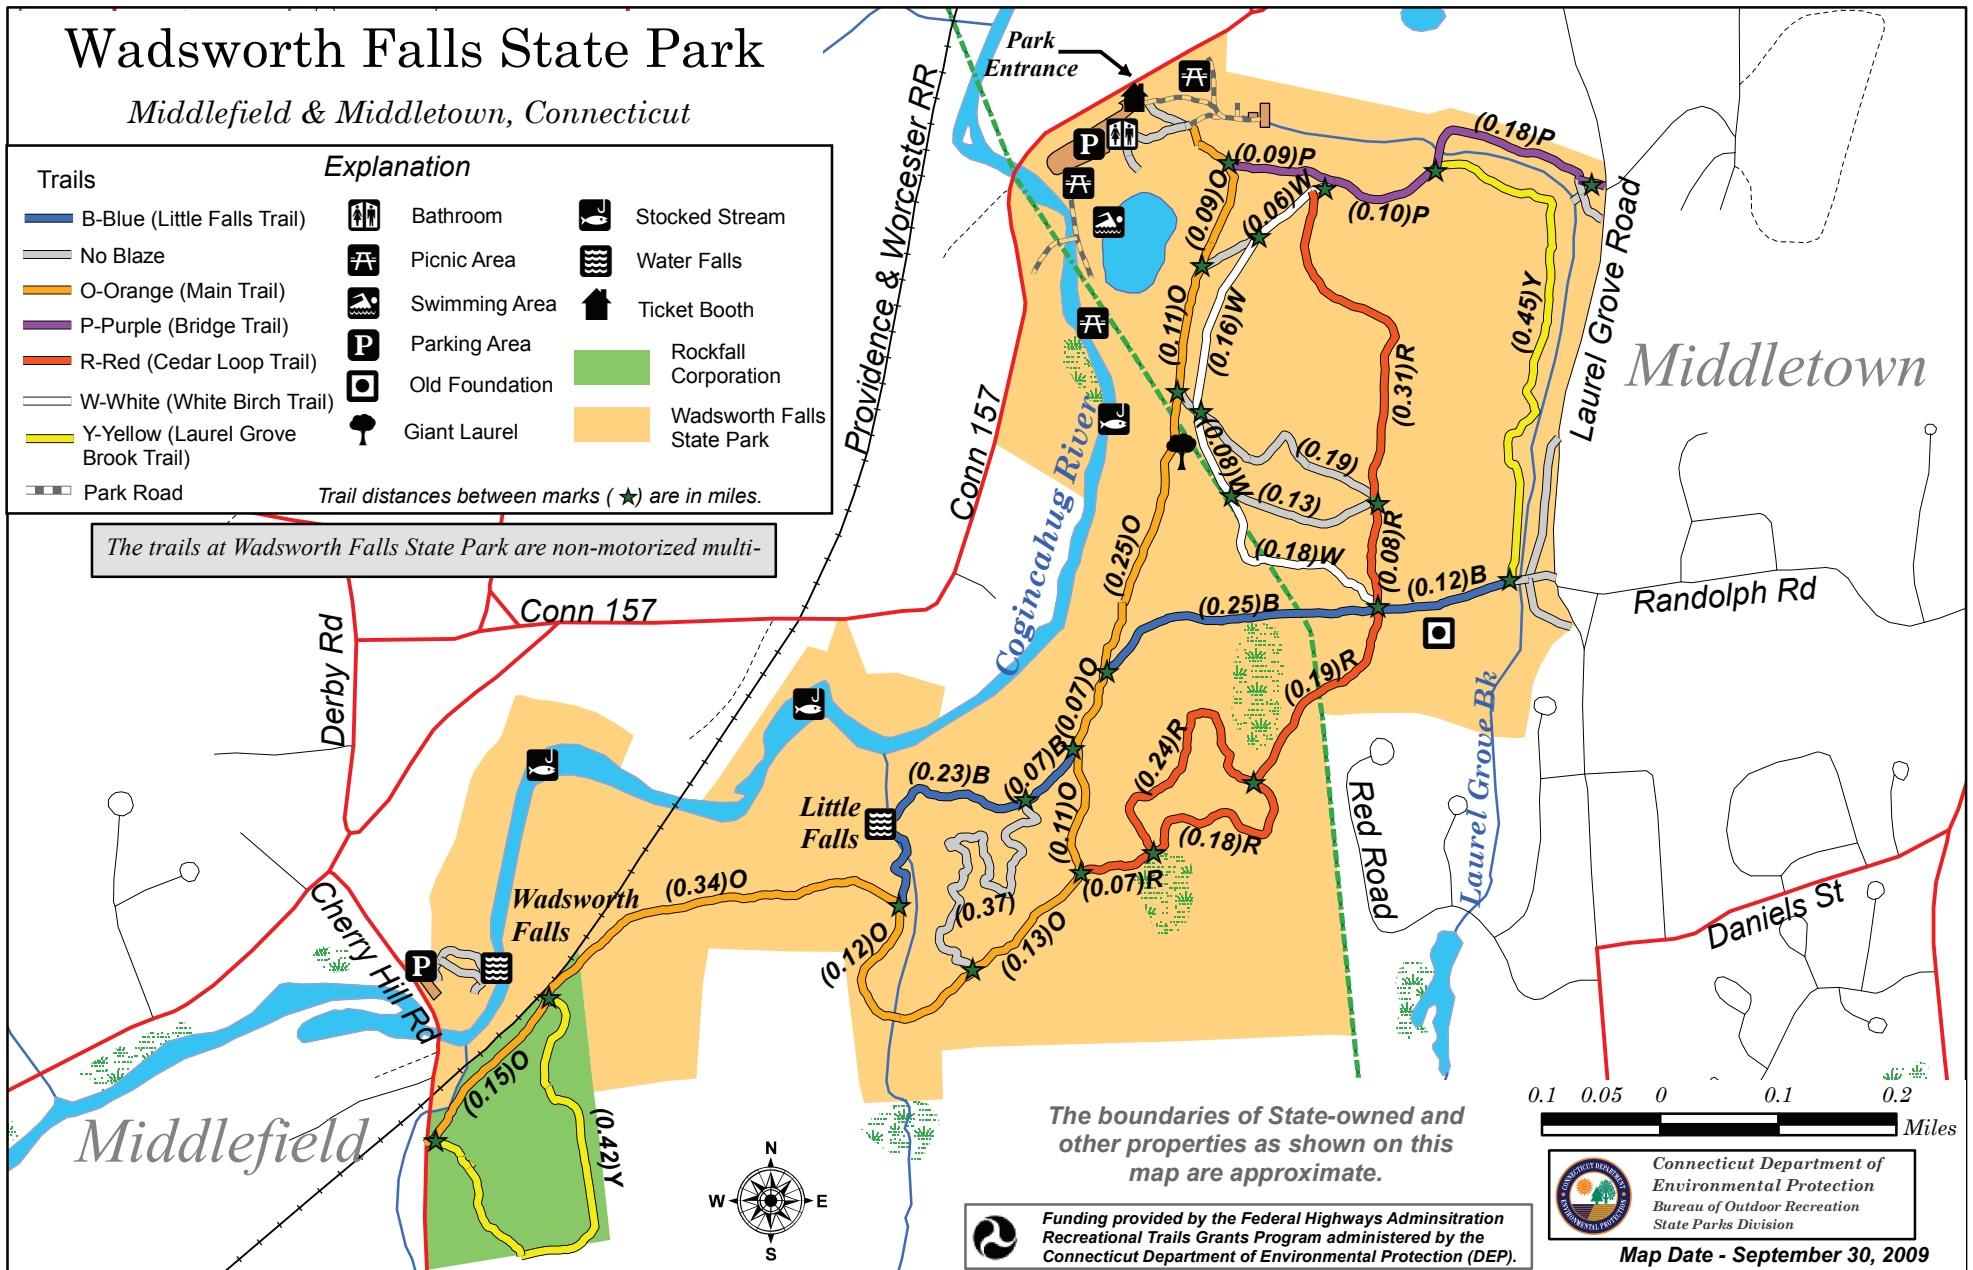 Wadsworth Falls State Park
Middlefield & Middletown, Connecticut
Explanation
Trails
B-Blue (Little Falls Trail)
No Blaze
O-Orange (Main Trail)
P-Purple (Bridge Trail)
R-Red (Cedar Loop Trail)
W-White (White Birch Trail)
Y-Yellow (Laurel Grove
Brook Trail)
Park Road
Bathroom
Picnic Area
Swimming Area
P
Parking Area
Old Foundation
Giant Laurel
Stocked Stream
Water Falls
Ticket Booth
Rockfall
Corporation
Wadsworth Falls
State Park
Trail distances between marks ( ★ ) are in miles.
The trails at Wadsworth Falls State Park are non-motorized multi-
Park
Entrance
P
Providence & Worcester RR
Conn 157
Conn 157
Cogincahug River
Derby Rd
Cherry Hill Rd
P
Laurel Grove Road
Middletown
Randolph Rd
Laurel Grove Bk
Red Road
Daniels St
Middlefield
Little
Falls
Wadsworth
Falls
(0.09)P
(0.18)P
(0.10)P
(0.06)W
(0.09)O
(0.11)O
(0.16)W
(0.31)R
(0.45)Y
(0.08)W
(0.19)
(0.13)
(0.18)W
(0.08)R
(0.12)B
(0.25)B
(0.25)O
(0.07)O
(0.19)R
(0.24)R
(0.18)R
(0.07)R
(0.07)B
(0.23)B
(0.11)O
(0.37)
(0.13)O
(0.12)O
(0.34)O
(0.15)O
(0.42)Y
N
W
E
S
The boundaries of State-owned and
other properties as shown on this
map are approximate.
Funding provided by the Federal Highways Adminsitration
Recreational Trails Grants Program administered by the
Connecticut Department of Environmental Protection (DEP).
0.1 0.05 0 0.1 0.2
Miles
CONNECTICUT DEPARTMENT
ENVIRONMENTAL PROTECTION
Connecticut Department of
Environmental Protection
Bureau of Outdoor Recreation
State Parks Division
Map Date - September 30, 2009